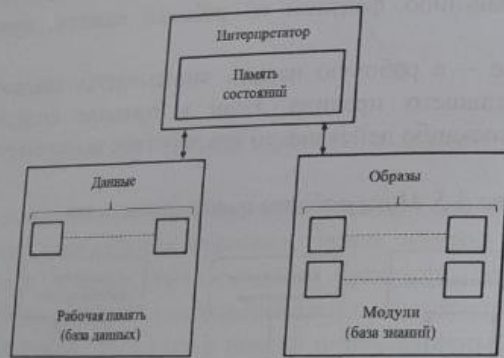 Интерпретатор
Память
состояний
Данные
Рабочая память
(база данных)
Образы
Модули
(база знаний)